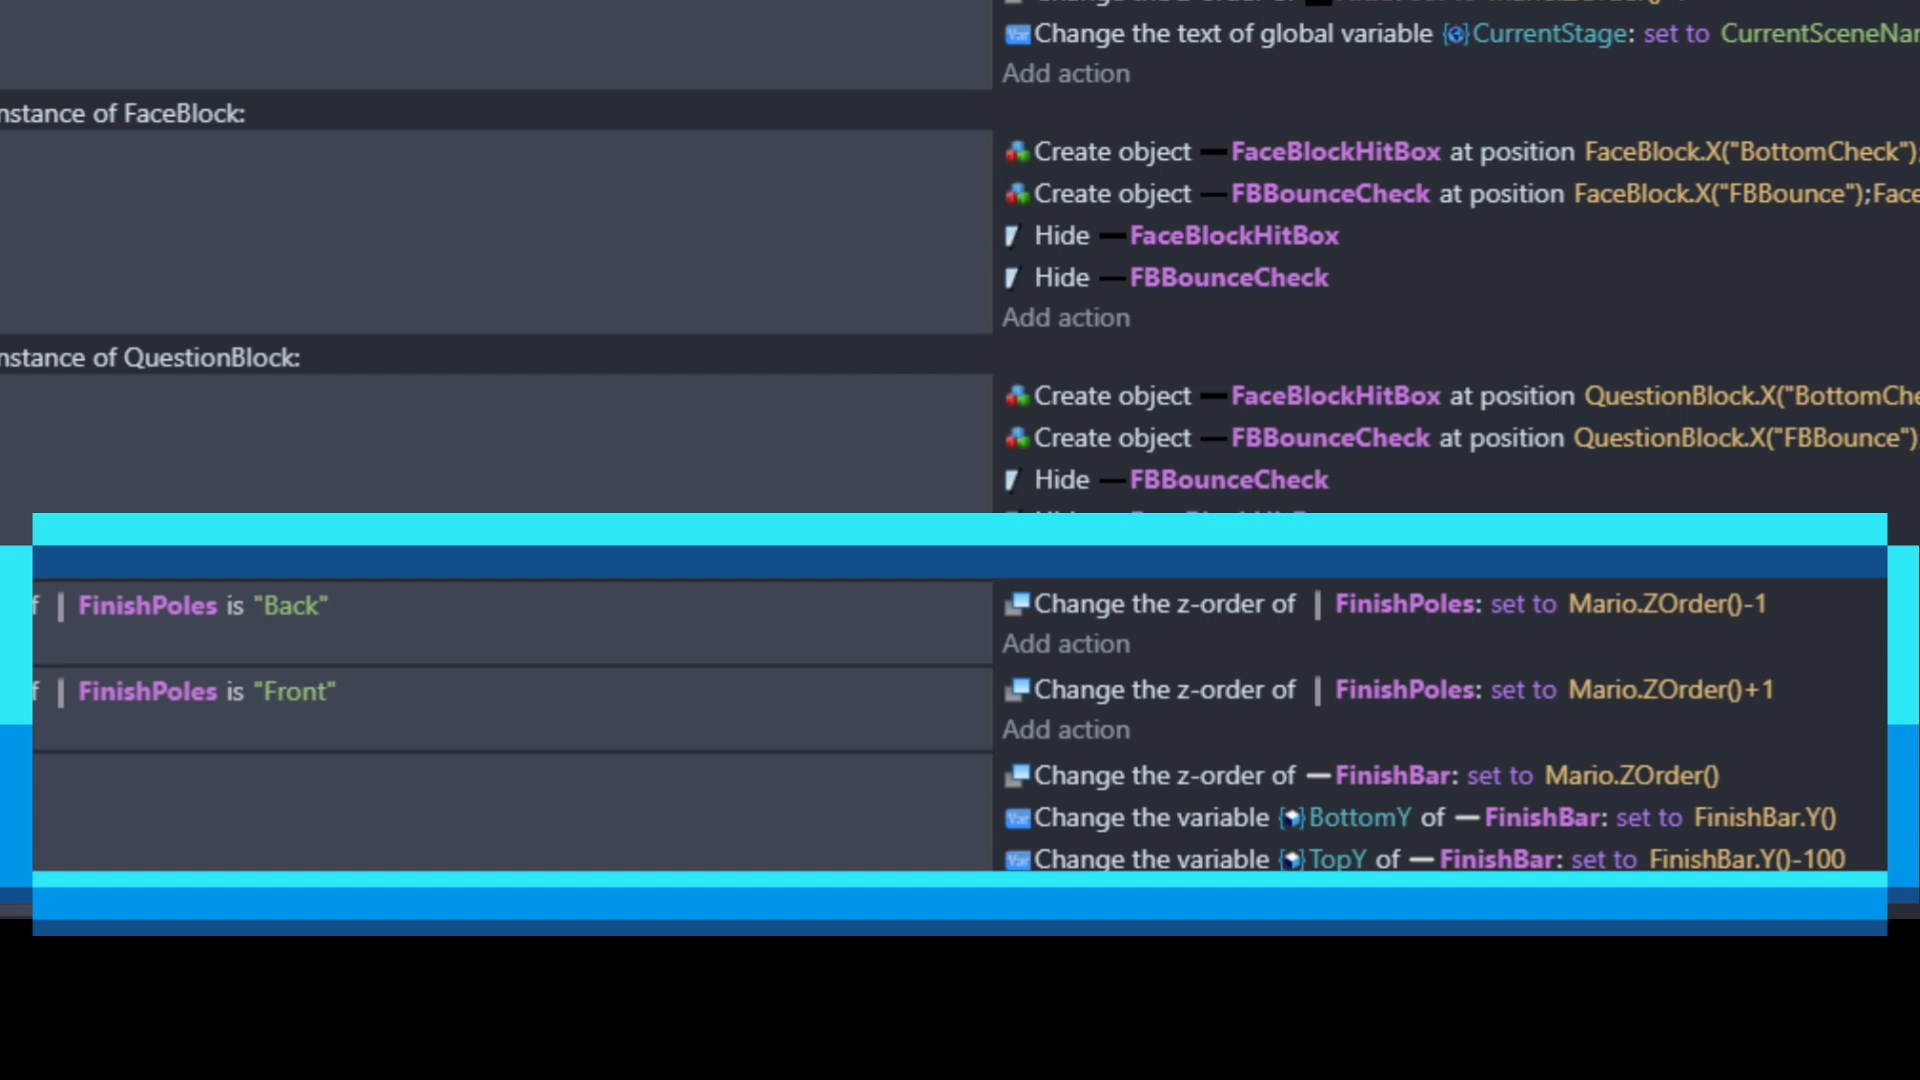 Change the text of global variable CurrentStage: set to CurrentSceneNa
Add action
nstance of FaceBlock:
Create object FaceBlockHitBox at position FaceBlock.X("BottomCheck");
Create object FBBounceCheck at position FaceBlock.X("FBBounce");Face
Hide FaceBlockHitBox
Hide FBBounceCheck
Add action
nstance of QuestionBlock:
Create object FaceBlockHitBox at position QuestionBlock.X("BottomChe
Create object FBBounceCheck at position QuestionBlock.X("FBBounce")
Hide FBBounceCheck
f FinishPoles is "Back"
Change the z-order of FinishPoles: set to Mario.ZOrder()-1
Add action
f FinishPoles is "Front"
Change the z-order of FinishPoles: set to Mario.ZOrder()+1
Add action
Change the z-order of FinishBar: set to Mario.ZOrder()
Change the variable BottomY of FinishBar: set to FinishBar.Y()
Change the variable TopY of FinishBar: set to FinishBar.Y()-100